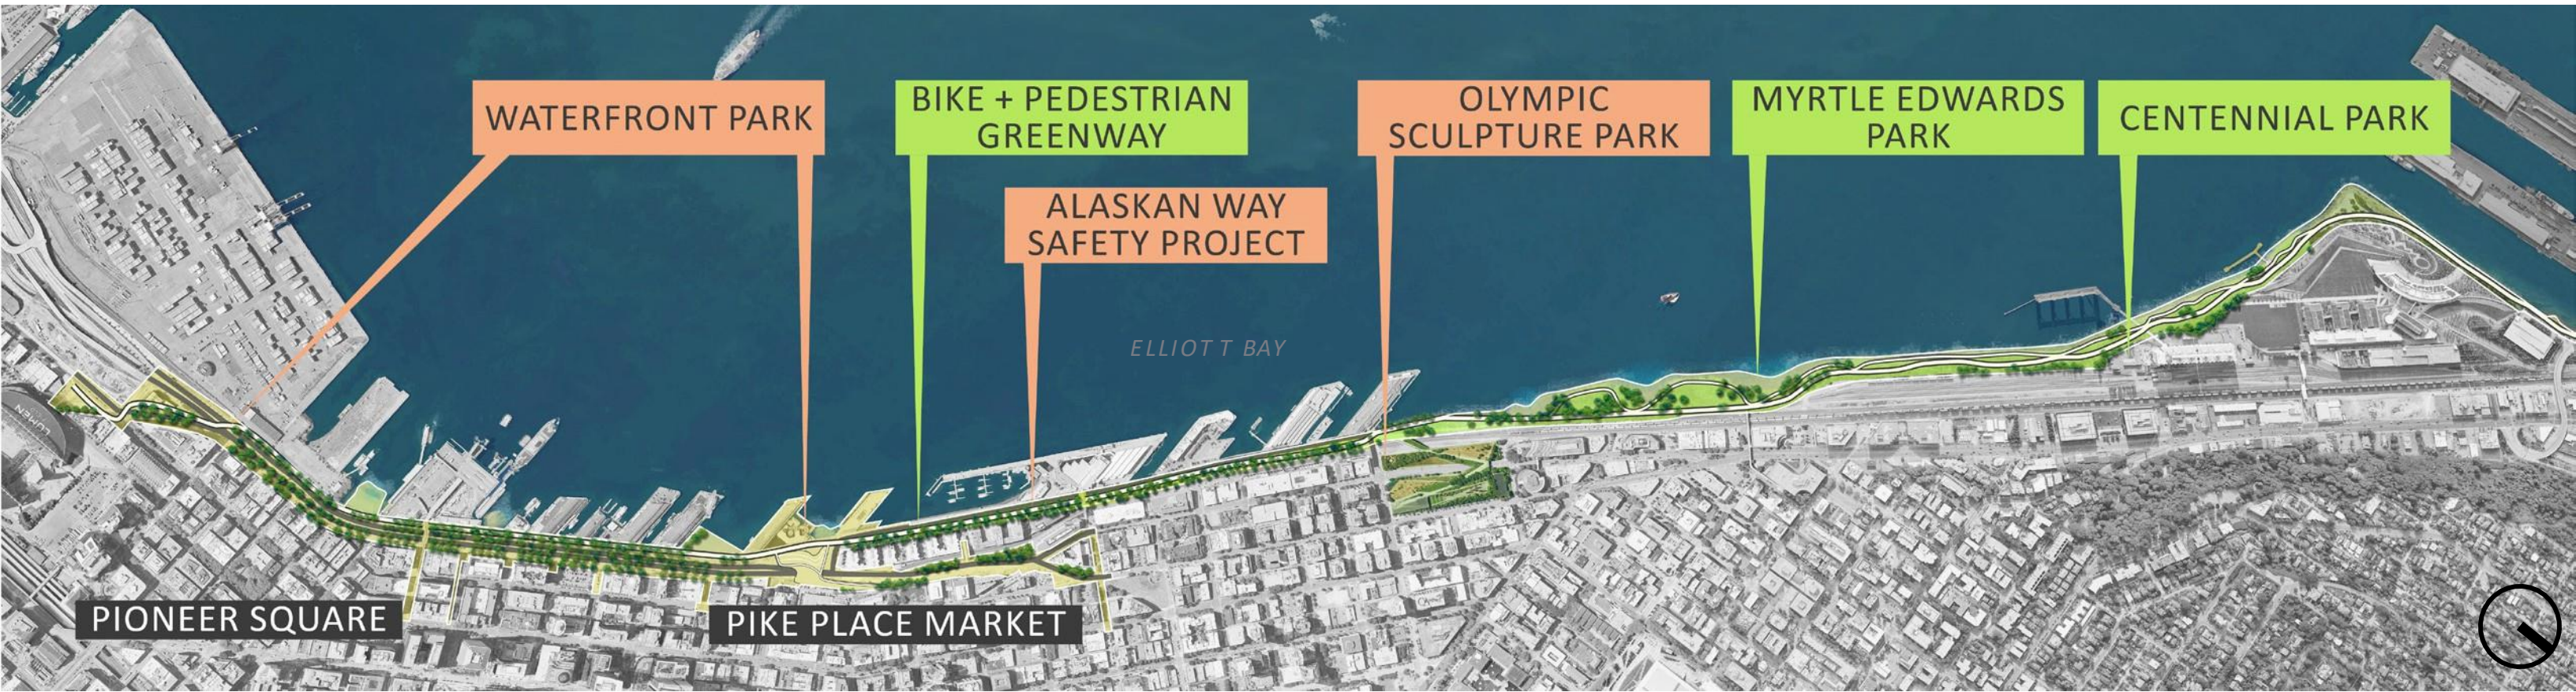 WATERFRONT PARK
BIKE + PEDESTRIAN
GREENWAY
OLYMPIC
SCULPTURE PARK
MYRTLE EDWARDS
PARK
CENTENNIAL PARK
ALASKAN WAY
SAFETY PROJECT
ELLIOTT BAY
LUMEN
PIONEER SQUARE
PIKE PLACE MARKET